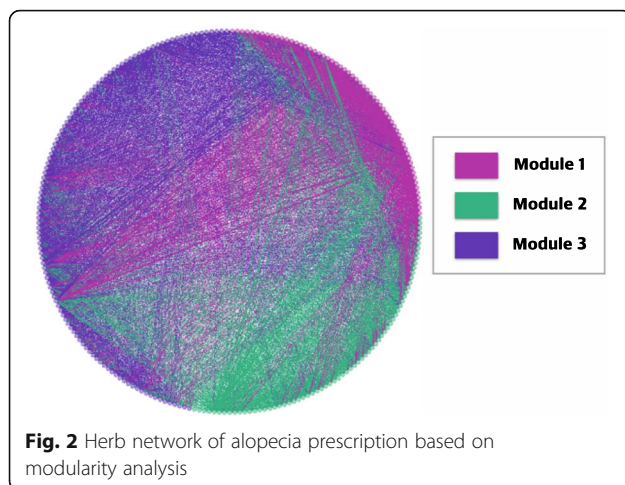 Module 1
Module 2
Module 3
Fig. 2 Herb network of alopecia prescription based on
modularity analysis